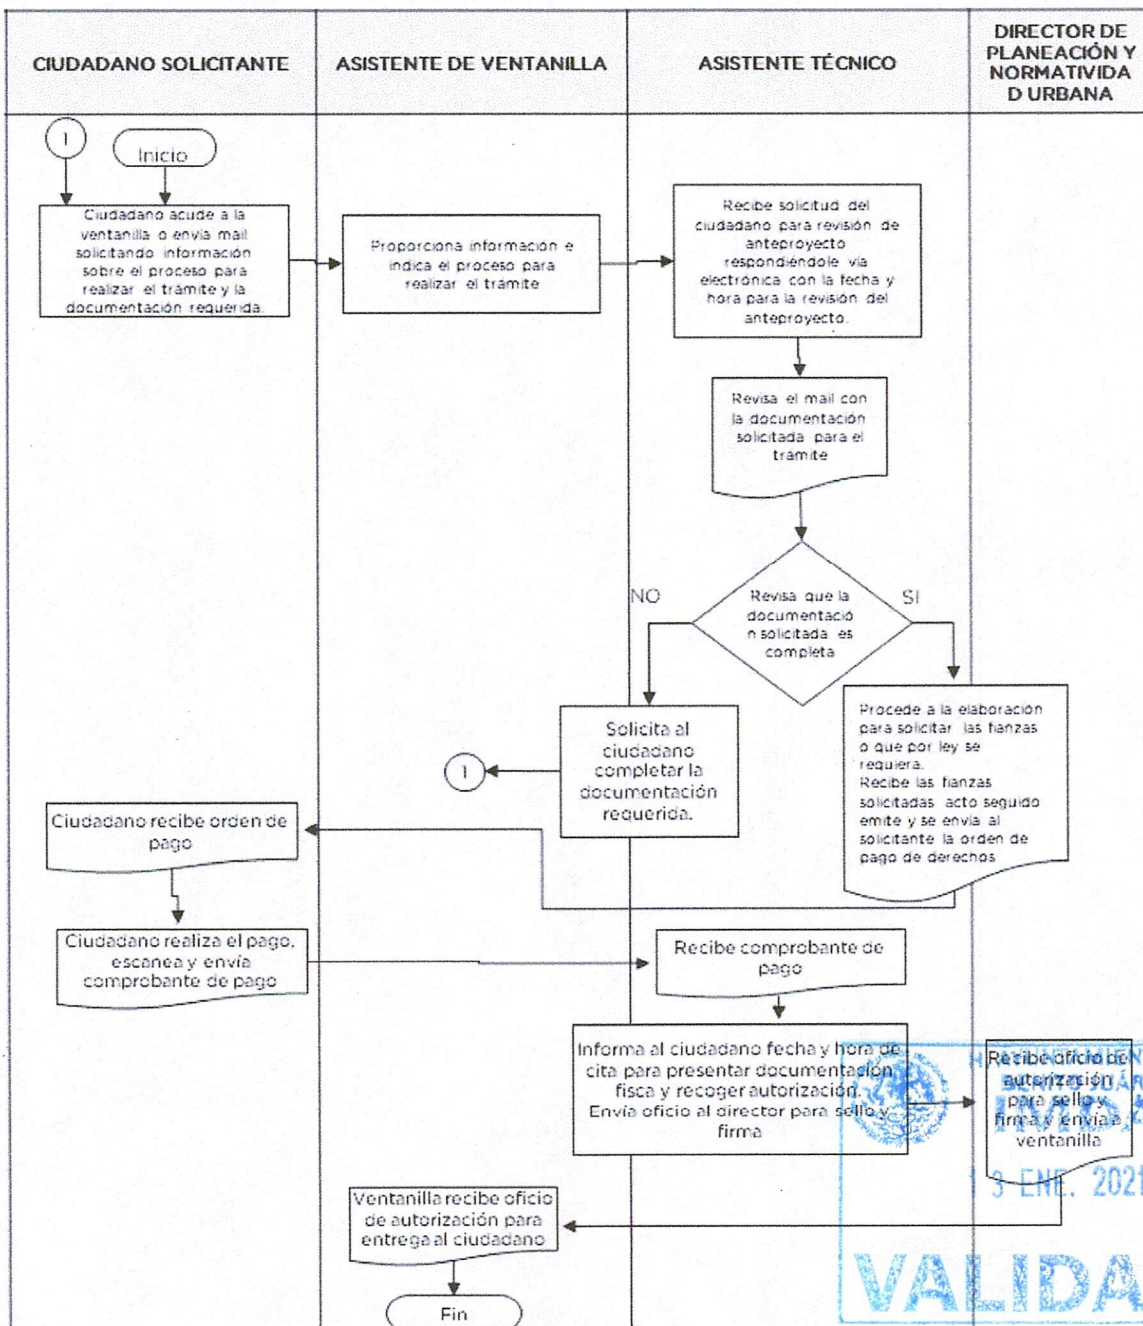 CIUDADANO SOLICITANTE
ASISTENTE DE VENTANILLA
ASISTENTE TÉCNICO
DIRECTOR DE
PLANEACIÓN Y
NORMATIVIDA
D URBANA
1
Inicio
Ciudadano acude a la
ventanilla o envía mail
solicitando información
sobre el proceso para
realizar el trámite y la
documentación requerida.
Proporciona información e
indica el proceso para
realizar el trámite
Recibe solicitud del
ciudadano para revisión de
anteproyecto
respondiéndole vía
electrónica con la fecha y
hora para la revisión del
anteproyecto.
Revisa el mail con
la documentación
solicitada para el
trámite
Revisa que la
documentació
n solicitada es
completa
NO
SI
Solicita al
ciudadano
completar la
documentación
requerida.
1
Procede a la elaboración
para solicitar las fianzas
o que por ley se
requiera.
Recibe las fianzas
solicitadas acto seguido
emite y se envía al
solicitante la orden de
pago de derechos
Ciudadano recibe orden de
pago
Ciudadano realiza el pago,
escanea y envía
comprobante de pago
Recibe comprobante de
pago
Informa al ciudadano fecha y hora de
cita para presentar documentación
fisca y recoger autorización.
Envía oficio al director para sello y
firma
Recibe oficio de
autorización
para sello y
firma y envía a
ventanilla
Ventanilla recibe oficio
de autorización para
entrega al ciudadano
Fin
BENITO JUÁR
13 ENE. 2021
VALIDA